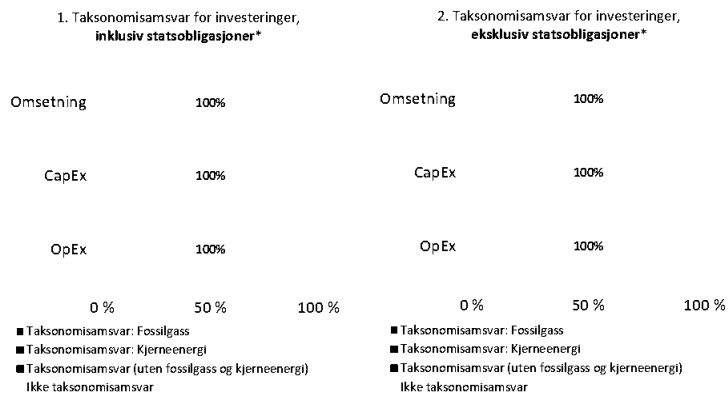 1. Taksonomisamsvar for investeringer,
inklusiv statsobligasjoner*
Omsetning 100%
CapEx 100%
OpEx 100%
0 % 50 % 100 %
■ Taksonomisamsvar: Fossilgass
■ Taksonomisamsvar: Kjerneenergi
■ Taksonomisamsvar (uten fossilgass og kjerneenergi)
Ikke taksonomisamsvar
2. Taksonomisamsvar for investeringer,
eksklusiv statsobligasjoner*
Omsetning 100%
CapEx 100%
OpEx 100%
0 % 50 % 100 %
■ Taksonomisamsvar: Fossilgass
■ Taksonomisamsvar: Kjerneenergi
■ Taksonomisamsvar (uten fossilgass og kjerneenergi)
Ikke taksonomisamsvar